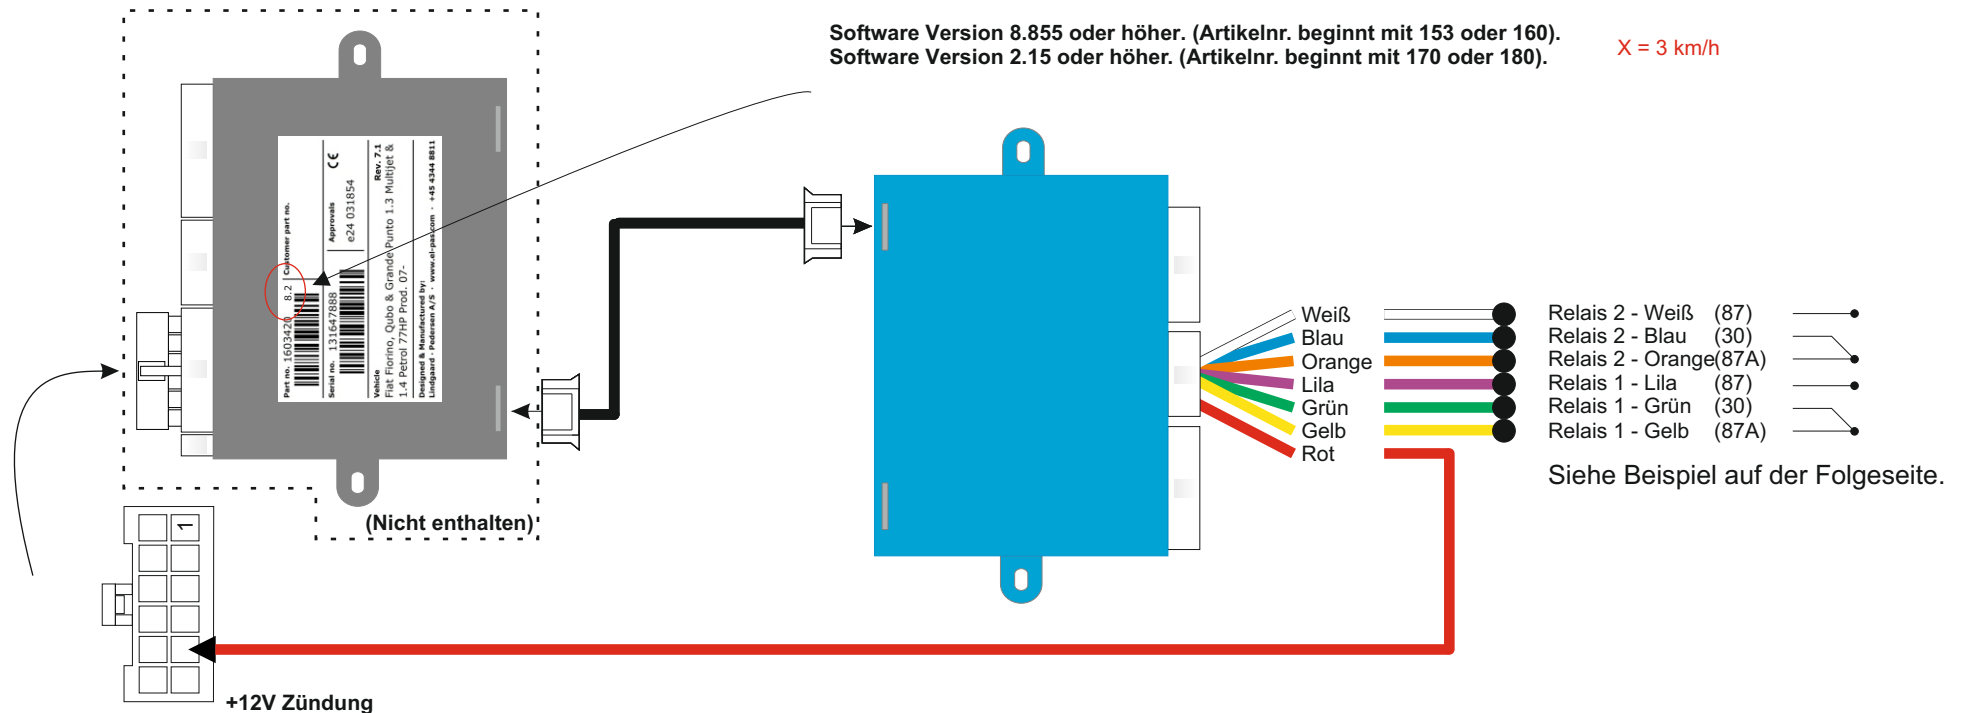 Software Version 8.855 oder höher. (Artikelnr. beginnt mit 153 oder 160).
Software Version 2.15 oder höher. (Artikelnr. beginnt mit 170 oder 180).
X = 3 km/h
Part no. 1603420 8.2 Customer part no.
Serial no. 131647888 Approvals CE
e24 031854
Vehicle Rev. 7.1
Fiat Fiorino, Qubo & Grande Punto 1.3 Multijet &
1.4 Petrol 77HP Prod. 07-
Designed & Manufactured by:
Lindgaard · Pedersen A/S · www.el-pas.com · +45 4344 8811
(Nicht enthalten)
1
+12V Zündung
Weiß
Blau
Orange
Lila
Grün
Gelb
Rot
Relais 2 - Weiß (87)
Relais 2 - Blau (30)
Relais 2 - Orange(87A)
Relais 1 - Lila (87)
Relais 1 - Grün (30)
Relais 1 - Gelb (87A)
Siehe Beispiel auf der Folgeseite.